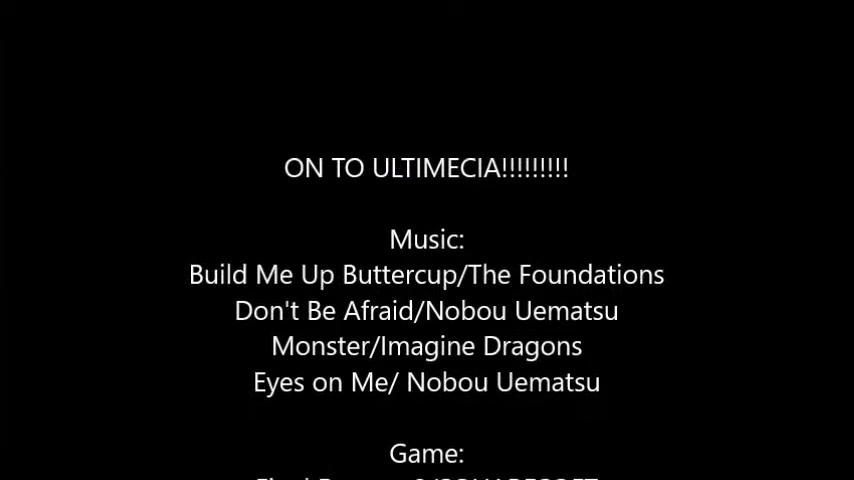 ON TO ULTIMECIA!!!!!!!!!
Music:
Build Me Up Buttercup/The Foundations
Don't Be Afraid/Nobou Uematsu
Monster/Imagine Dragons
Eyes on Me/ Nobou Uematsu
Game: